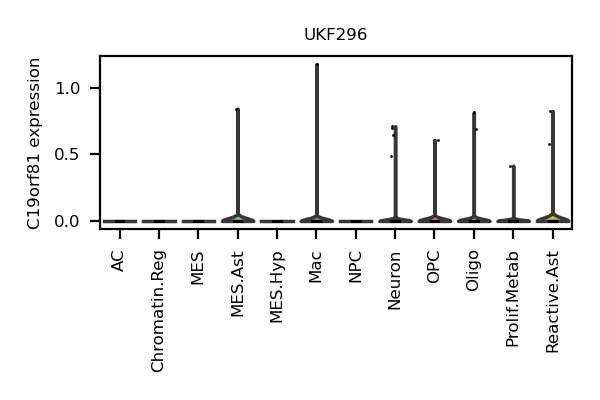 UKF296
C19orf81 expression
1.0
0.5
0.0
AC
Chromatin.Reg
MES
MES.Ast
MES.Hyp
Mac
NPC
Neuron
OPC
Oligo
Prolif.Metab
Reactive.Ast